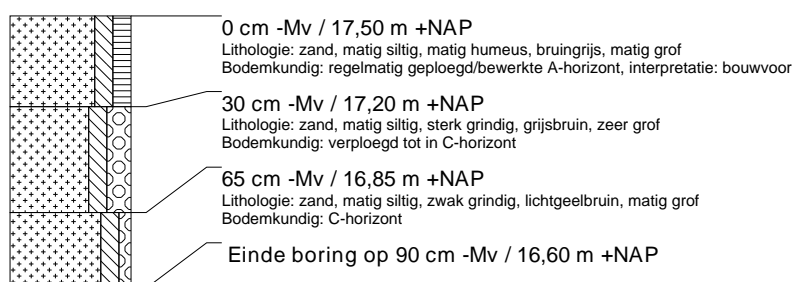 0 cm -Mv / 17,50 m +NAP
Lithologie: zand, matig siltig, matig humeus, bruingrijs, matig grof
Bodemkundig: regelmatig geploegd/bewerkte A-horizont, interpretatie: bouwvoor
30 cm -Mv / 17,20 m +NAP
Lithologie: zand, matig siltig, sterk grindig, grijsbruin, zeer grof
Bodemkundig: verploegd tot in C-horizont
65 cm -Mv / 16,85 m +NAP
Lithologie: zand, matig siltig, zwak grindig, lichtgeelbruin, matig grof
Bodemkundig: C-horizont
Einde boring op 90 cm -Mv / 16,60 m +NAP